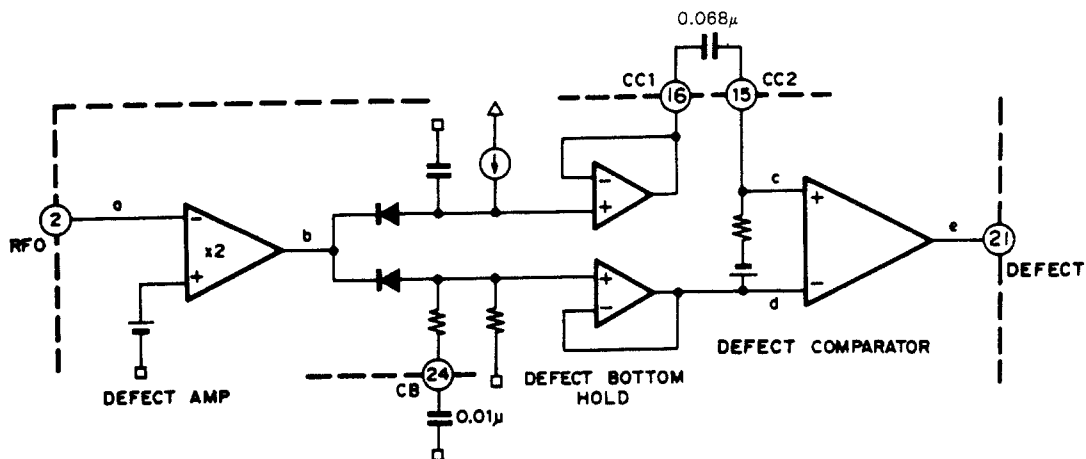 0.068μ
CC1
16
15
CC2
2
RFO
a
−
×2
+
b
DEFECT AMP
−
+
+
−
c
+
−
d
e
21
DEFECT
DEFECT COMPARATOR
DEFECT BOTTOM
HOLD
24
CB
0.01μ